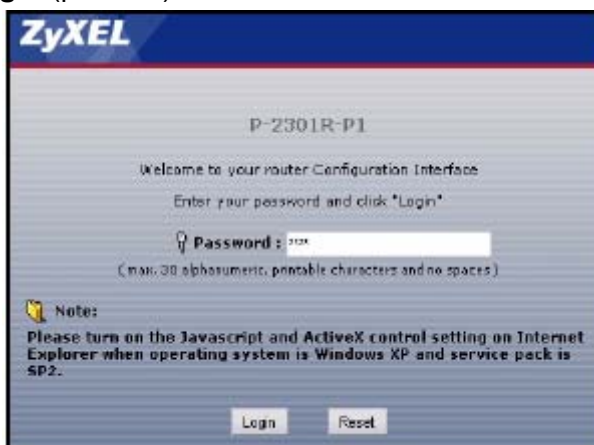 ZyXEL
P-2301R-P1
Welcome to your router Configuration Interface
Enter your password and click "Login"
Password : ****
(max. 30 alphanumeric, printable characters and no spaces)
Note:
Please turn on the Javascript and ActiveX control setting on Internet
Explorer when operating system is Windows XP and service pack is
SP2.
Login Reset